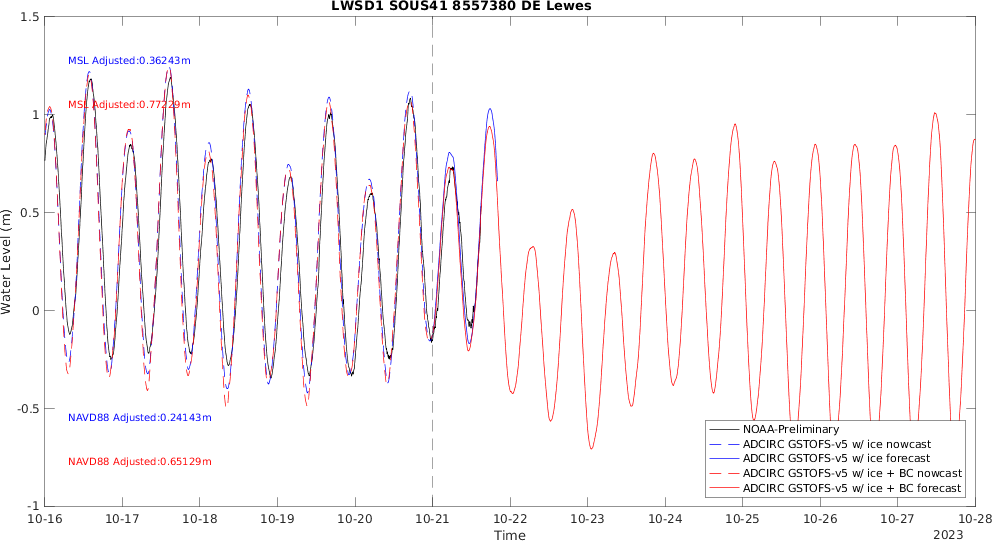 LWSD1 SOUS41 8557380 DE Lewes
1.5
MSL Adjusted:0.36243m
1
MSL Adjusted:0.77229m
0.5
Water Level (m)
0
-0.5
NAVD88 Adjusted:0.24143m
NAVD88 Adjusted:0.65129m
-1
NOAA-Preliminary
ADCIRC GSTOFS-v5 w/ ice nowcast
ADCIRC GSTOFS-v5 w/ ice forecast
ADCIRC GSTOFS-v5 w/ ice + BC nowcast
ADCIRC GSTOFS-v5 w/ ice + BC forecast
10-16 10-17 10-18 10-19 10-20 10-21 10-22 10-23 10-24 10-25 10-26 10-27 10-28
Time
2023